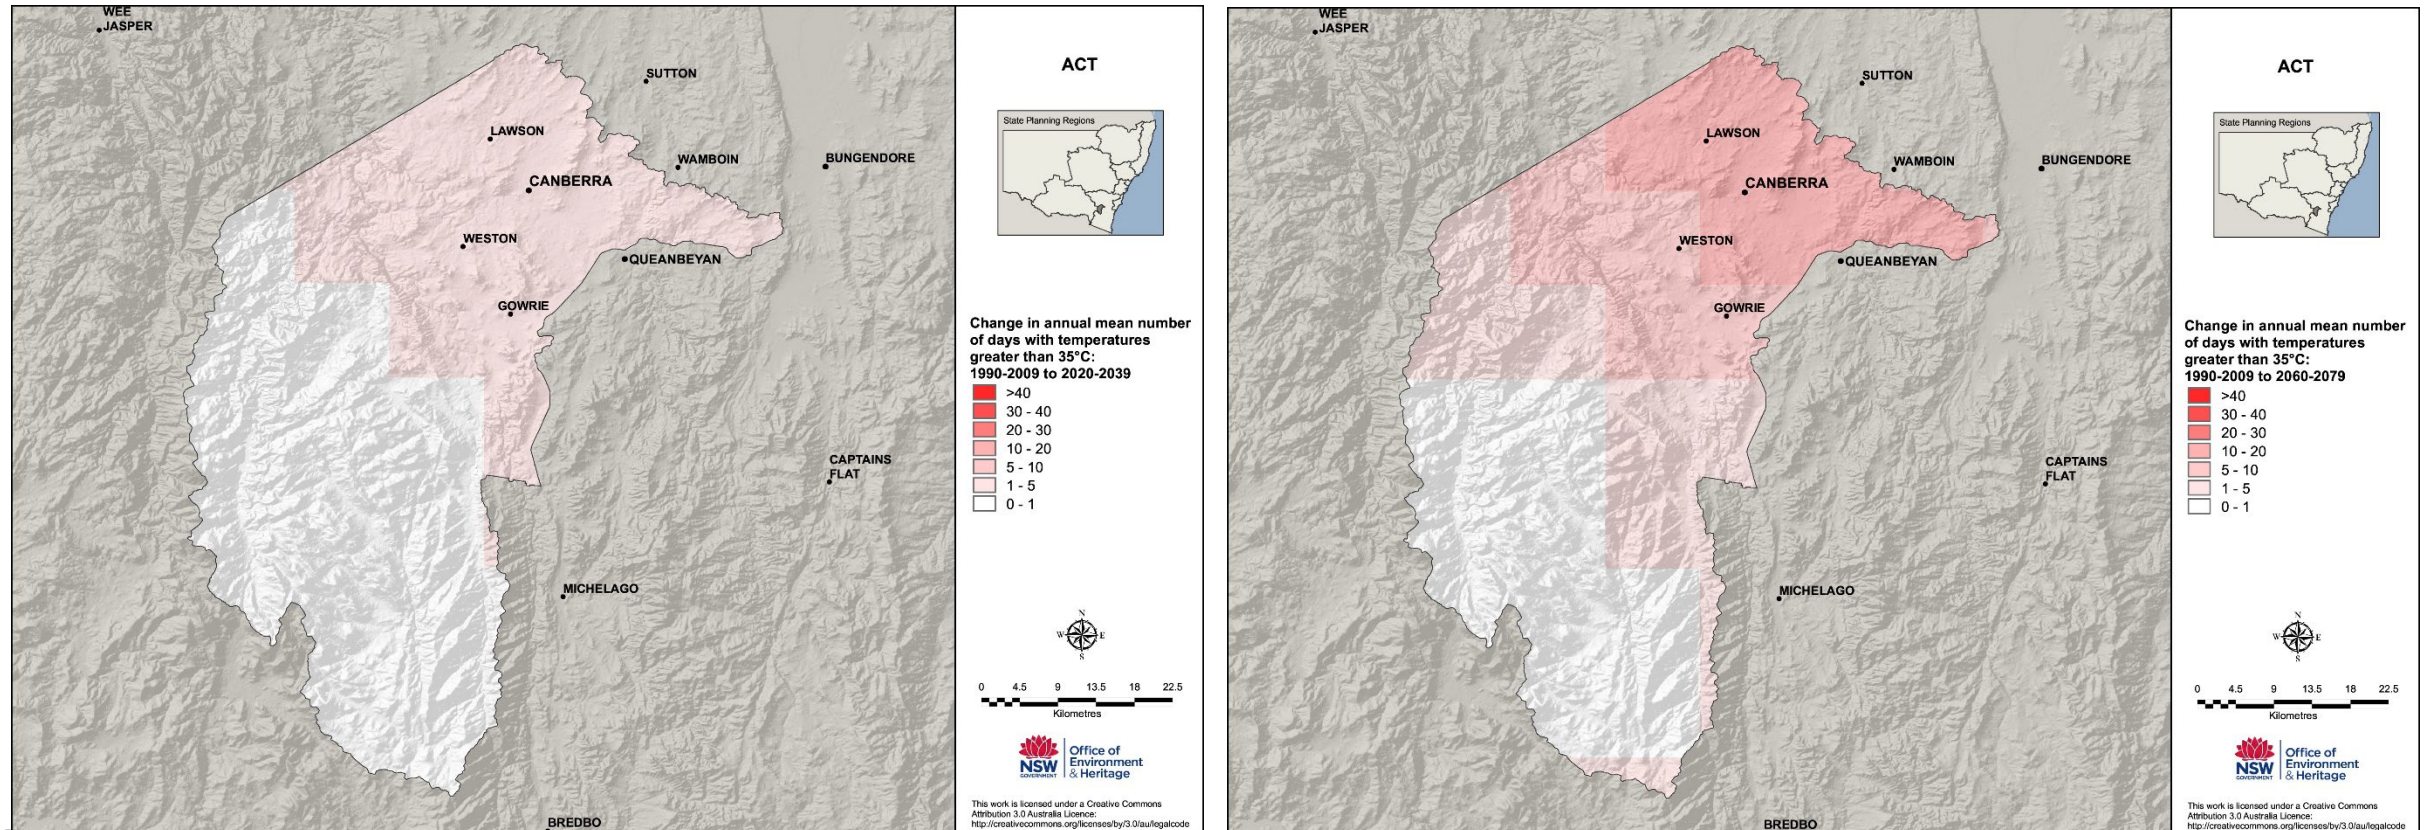 WEE
JASPER
SUTTON
LAWSON
WAMBOIN
BUNGENDORE
CANBERRA
WESTON
QUEANBEYAN
GOWRIE
CAPTAINS
FLAT
MICHELAGO
BREDBO
ACT
State Planning Regions
Change in annual mean number
of days with temperatures
greater than 35°C:
1990-2009 to 2020-2039
>40
30 - 40
20 - 30
10 - 20
5 - 10
1 - 5
0 - 1
N
W E
S
0 4.5 9 13.5 18 22.5
Kilometres
NSW
GOVERNMENT
Office of
Environment
& Heritage
This work is licensed under a Creative Commons
Attribution 3.0 Australia Licence:
http://creativecommons.org/licenses/by/3.0/au/legalcode
WEE
JASPER
SUTTON
LAWSON
WAMBOIN
BUNGENDORE
CANBERRA
WESTON
QUEANBEYAN
GOWRIE
CAPTAINS
FLAT
MICHELAGO
BREDBO
ACT
State Planning Regions
Change in annual mean number
of days with temperatures
greater than 35°C:
1990-2009 to 2060-2079
>40
30 - 40
20 - 30
10 - 20
5 - 10
1 - 5
0 - 1
N
W E
S
0 4.5 9 13.5 18 22.5
Kilometres
NSW
GOVERNMENT
Office of
Environment
& Heritage
This work is licensed under a Creative Commons
Attribution 3.0 Australia Licence:
http://creativecommons.org/licenses/by/3.0/au/legalcode